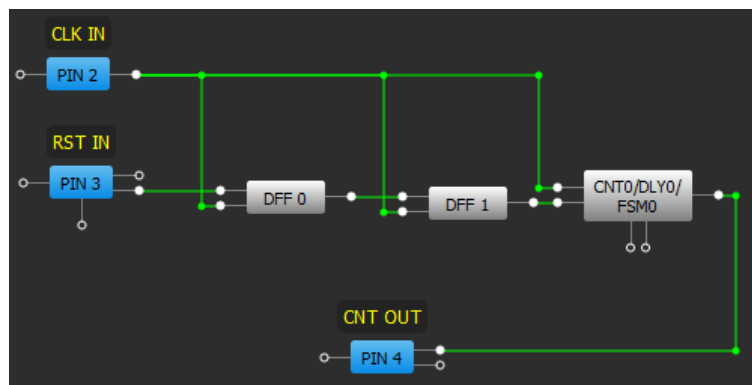 CLK IN
PIN 2
RST IN
PIN 3
DFF 0
DFF 1
CNT0/DLY0/
FSM0
CNT OUT
PIN 4